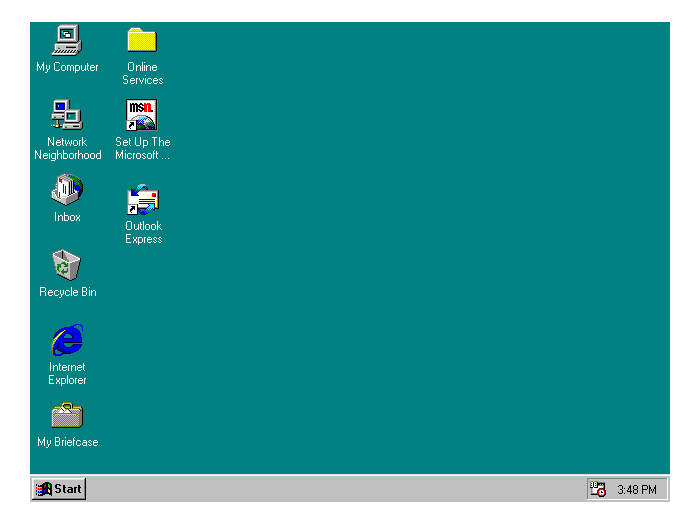 My Computer
Online
Services
Network
Neighborhood
msn.
Set Up The
Microsoft ...
Inbox
Outlook
Express
Recycle Bin
Internet
Explorer
My Briefcase
Start
3:48 PM